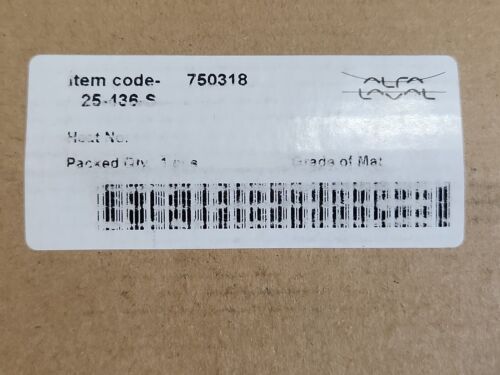 Item code- 750318
25-136-S
ALFA
LAVAL
Heat No.
Packed Qty. 1 pcs Grade of Mat